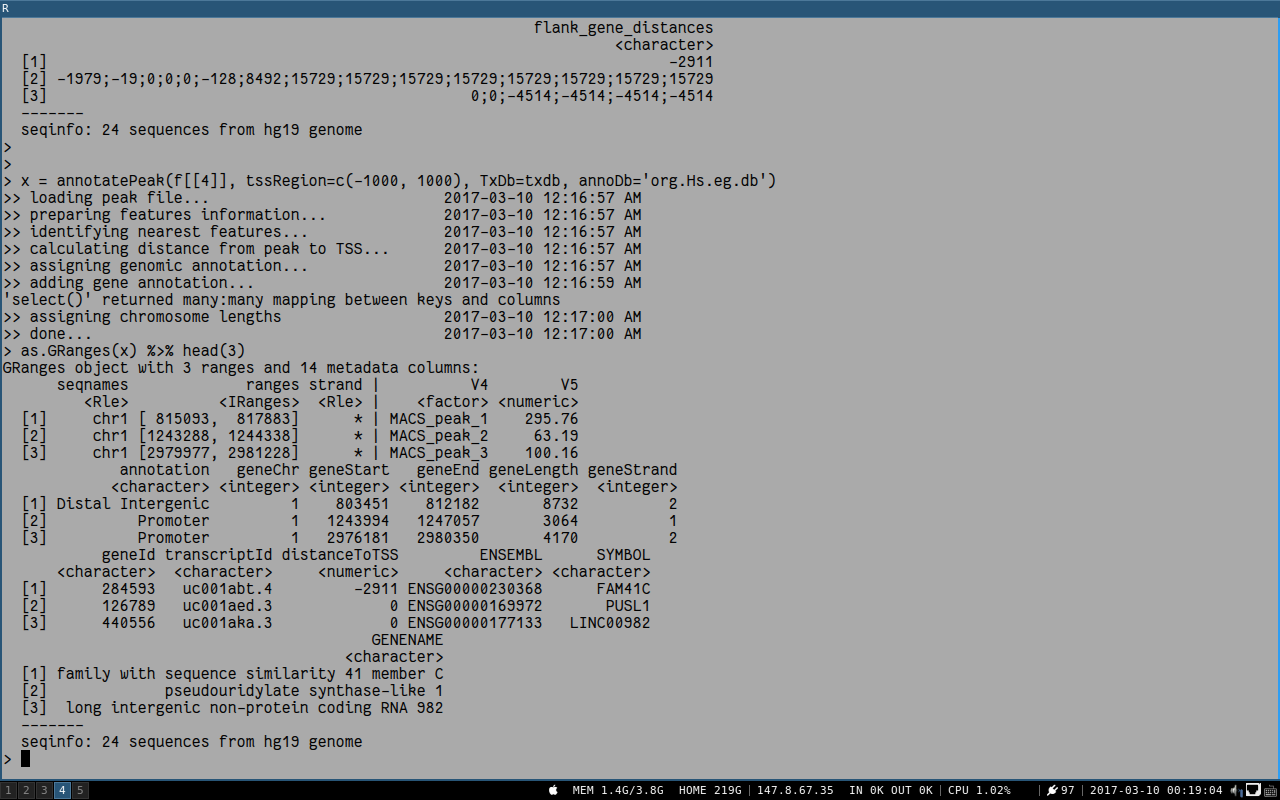 R
flank_gene_distances
<character>
[1] -2911
[2] -1979;-19;0;0;0;-128;8492;15729;15729;15729;15729;15729;15729;15729;15729
[3] 0;0;-4514;-4514;-4514;-4514
-------
seqinfo: 24 sequences from hg19 genome
>
>
> x = annotatePeak(f[[4]], tssRegion=c(-1000, 1000), TxDb=txdb, annoDb='org.Hs.eg.db')
>> loading peak file... 2017-03-10 12:16:57 AM
>> preparing features information... 2017-03-10 12:16:57 AM
>> identifying nearest features... 2017-03-10 12:16:57 AM
>> calculating distance from peak to TSS... 2017-03-10 12:16:57 AM
>> assigning genomic annotation... 2017-03-10 12:16:57 AM
>> adding gene annotation... 2017-03-10 12:16:59 AM
'select()' returned many:many mapping between keys and columns
>> assigning chromosome lengths 2017-03-10 12:17:00 AM
>> done... 2017-03-10 12:17:00 AM
> as.GRanges(x) %>% head(3)
GRanges object with 3 ranges and 14 metadata columns:
seqnames ranges strand | V4 V5
<Rle> <IRanges> <Rle> | <factor> <numeric>
[1] chr1 [ 815093, 817883] * | MACS_peak_1 295.76
[2] chr1 [1243288, 1244338] * | MACS_peak_2 63.19
[3] chr1 [2979977, 2981228] * | MACS_peak_3 100.16
annotation geneChr geneStart geneEnd geneLength geneStrand
<character> <integer> <integer> <integer> <integer> <integer>
[1] Distal Intergenic 1 803451 812182 8732 2
[2] Promoter 1 1243994 1247057 3064 1
[3] Promoter 1 2976181 2980350 4170 2
geneId transcriptId distanceToTSS ENSEMBL SYMBOL
<character> <character> <numeric> <character> <character>
[1] 284593 uc001abt.4 -2911 ENSG00000230368 FAM41C
[2] 126789 uc001aed.3 0 ENSG00000169972 PUSL1
[3] 440556 uc001aka.3 0 ENSG00000177133 LINC00982
GENENAME
<character>
[1] family with sequence similarity 41 member C
[2] pseudouridylate synthase-like 1
[3] long intergenic non-protein coding RNA 982
-------
seqinfo: 24 sequences from hg19 genome
>
1 2 3 4 5 MEM 1.4G/3.8G HOME 219G | 147.8.67.35 IN 0K OUT 0K | CPU 1.02% | 97 | 2017-03-10 00:19:04